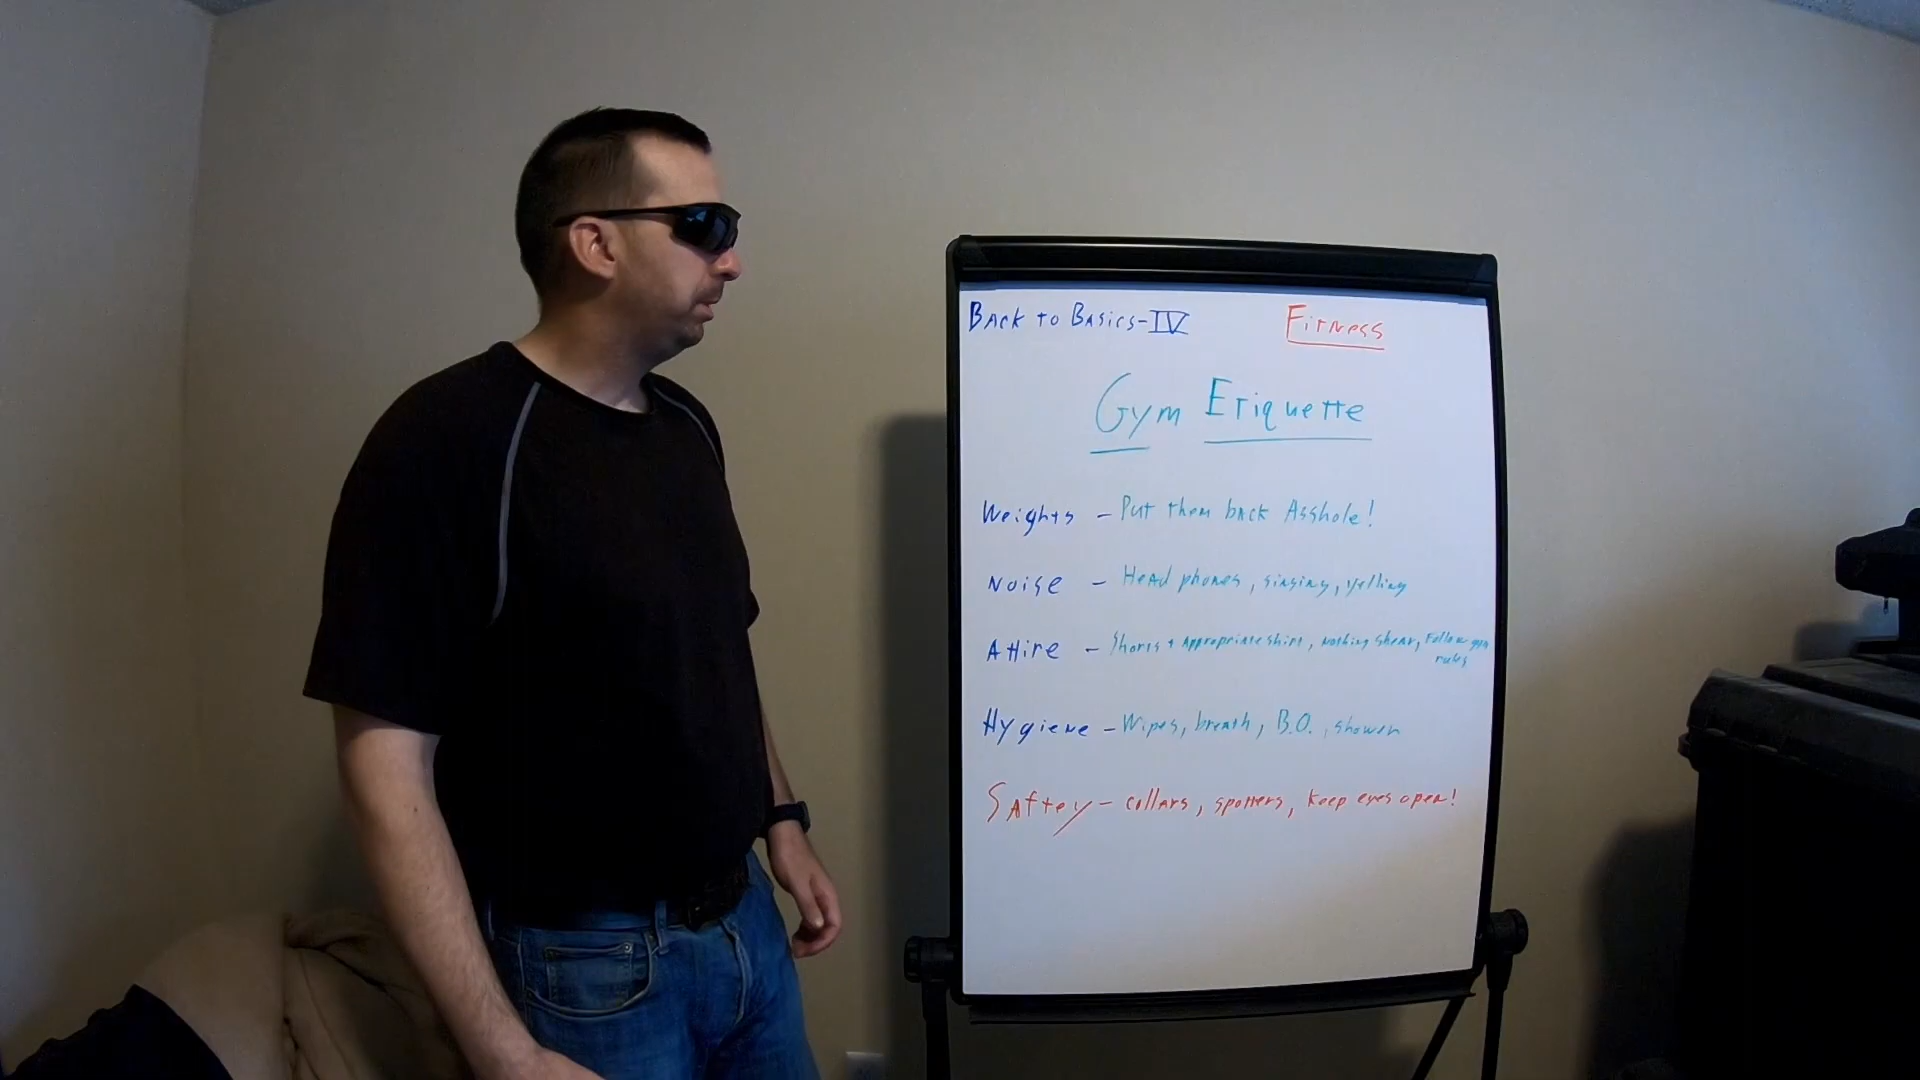 Back to Basics-IV
Fitness
Gym Etiquette
Weights - Put them back Asshole!
Noise - Head phones, singing, yelling
Attire - Shorts + Appropriate shirt, nothing shear, Follow gym
rules
Hygiene - Wipes, breath, B.O., shower
Saftey - collars, spotters, keep eyes open!